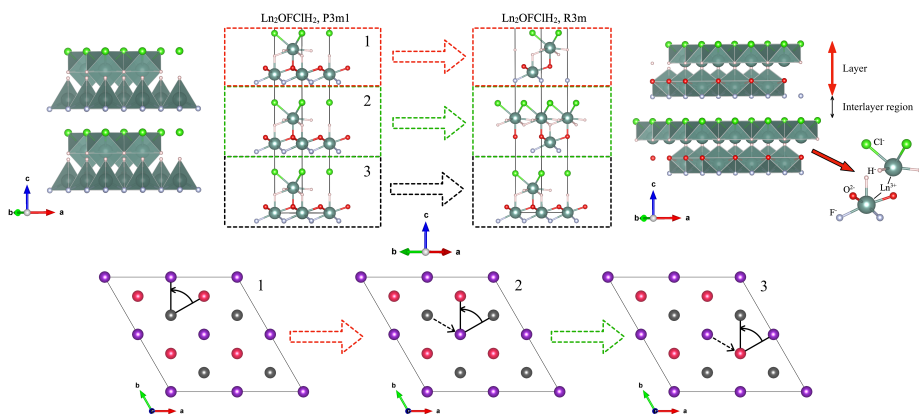 Ln₂OFClH₂, P3m1
Ln₂OFClH₂, R3m
1
2
3
Layer
Interlayer region
Cl⁻
H⁻
O²⁻
Ln³⁺
F⁻
c
b
a
c
b
a
c
b
a
1
2
3
b
a
b
a
b
a